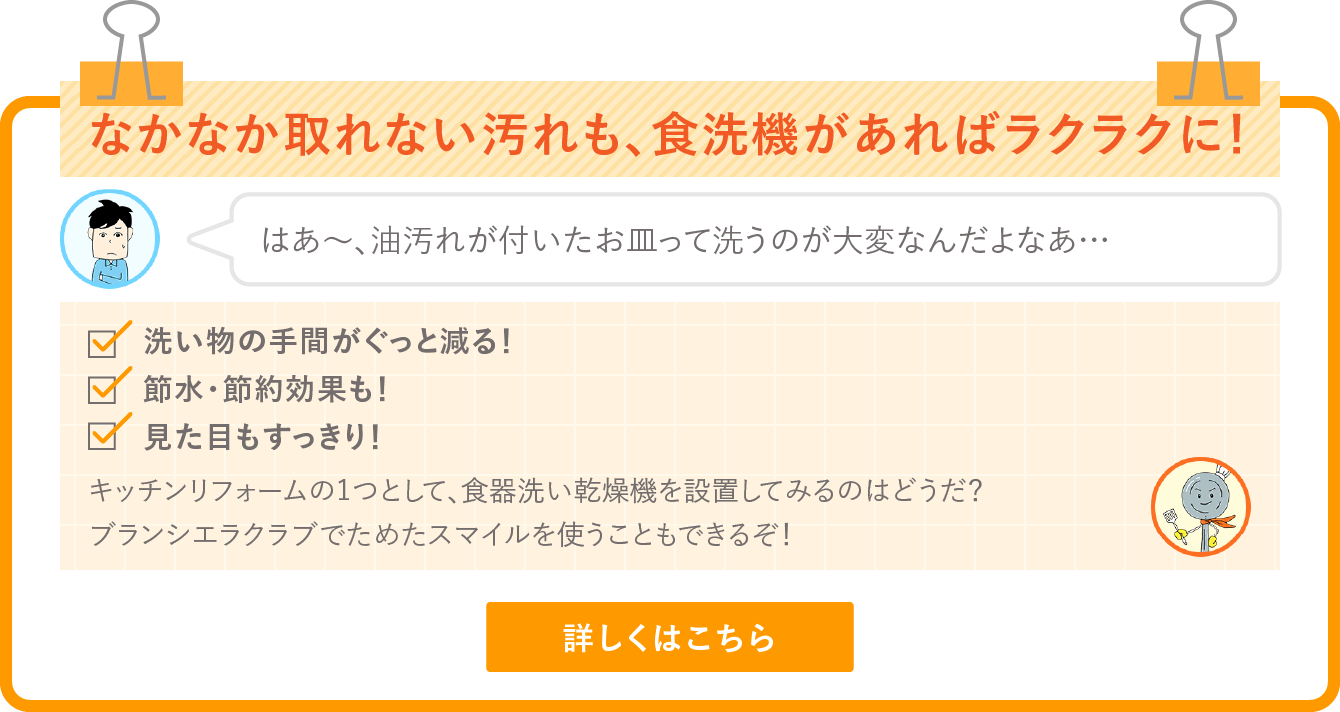 なかなか取れない汚れも、食洗機があればラクラクに！
はあ〜、油汚れが付いたお皿って洗うのが大変なんだよなあ…
洗い物の手間がぐっと減る！
節水・節約効果も！
見た目もすっきり！
キッチンリフォームの1つとして、食器洗い乾燥機を設置してみるのはどうだ？
ブランシエラクラブでためたスマイルを使うこともできるぞ！
詳しくはこちら